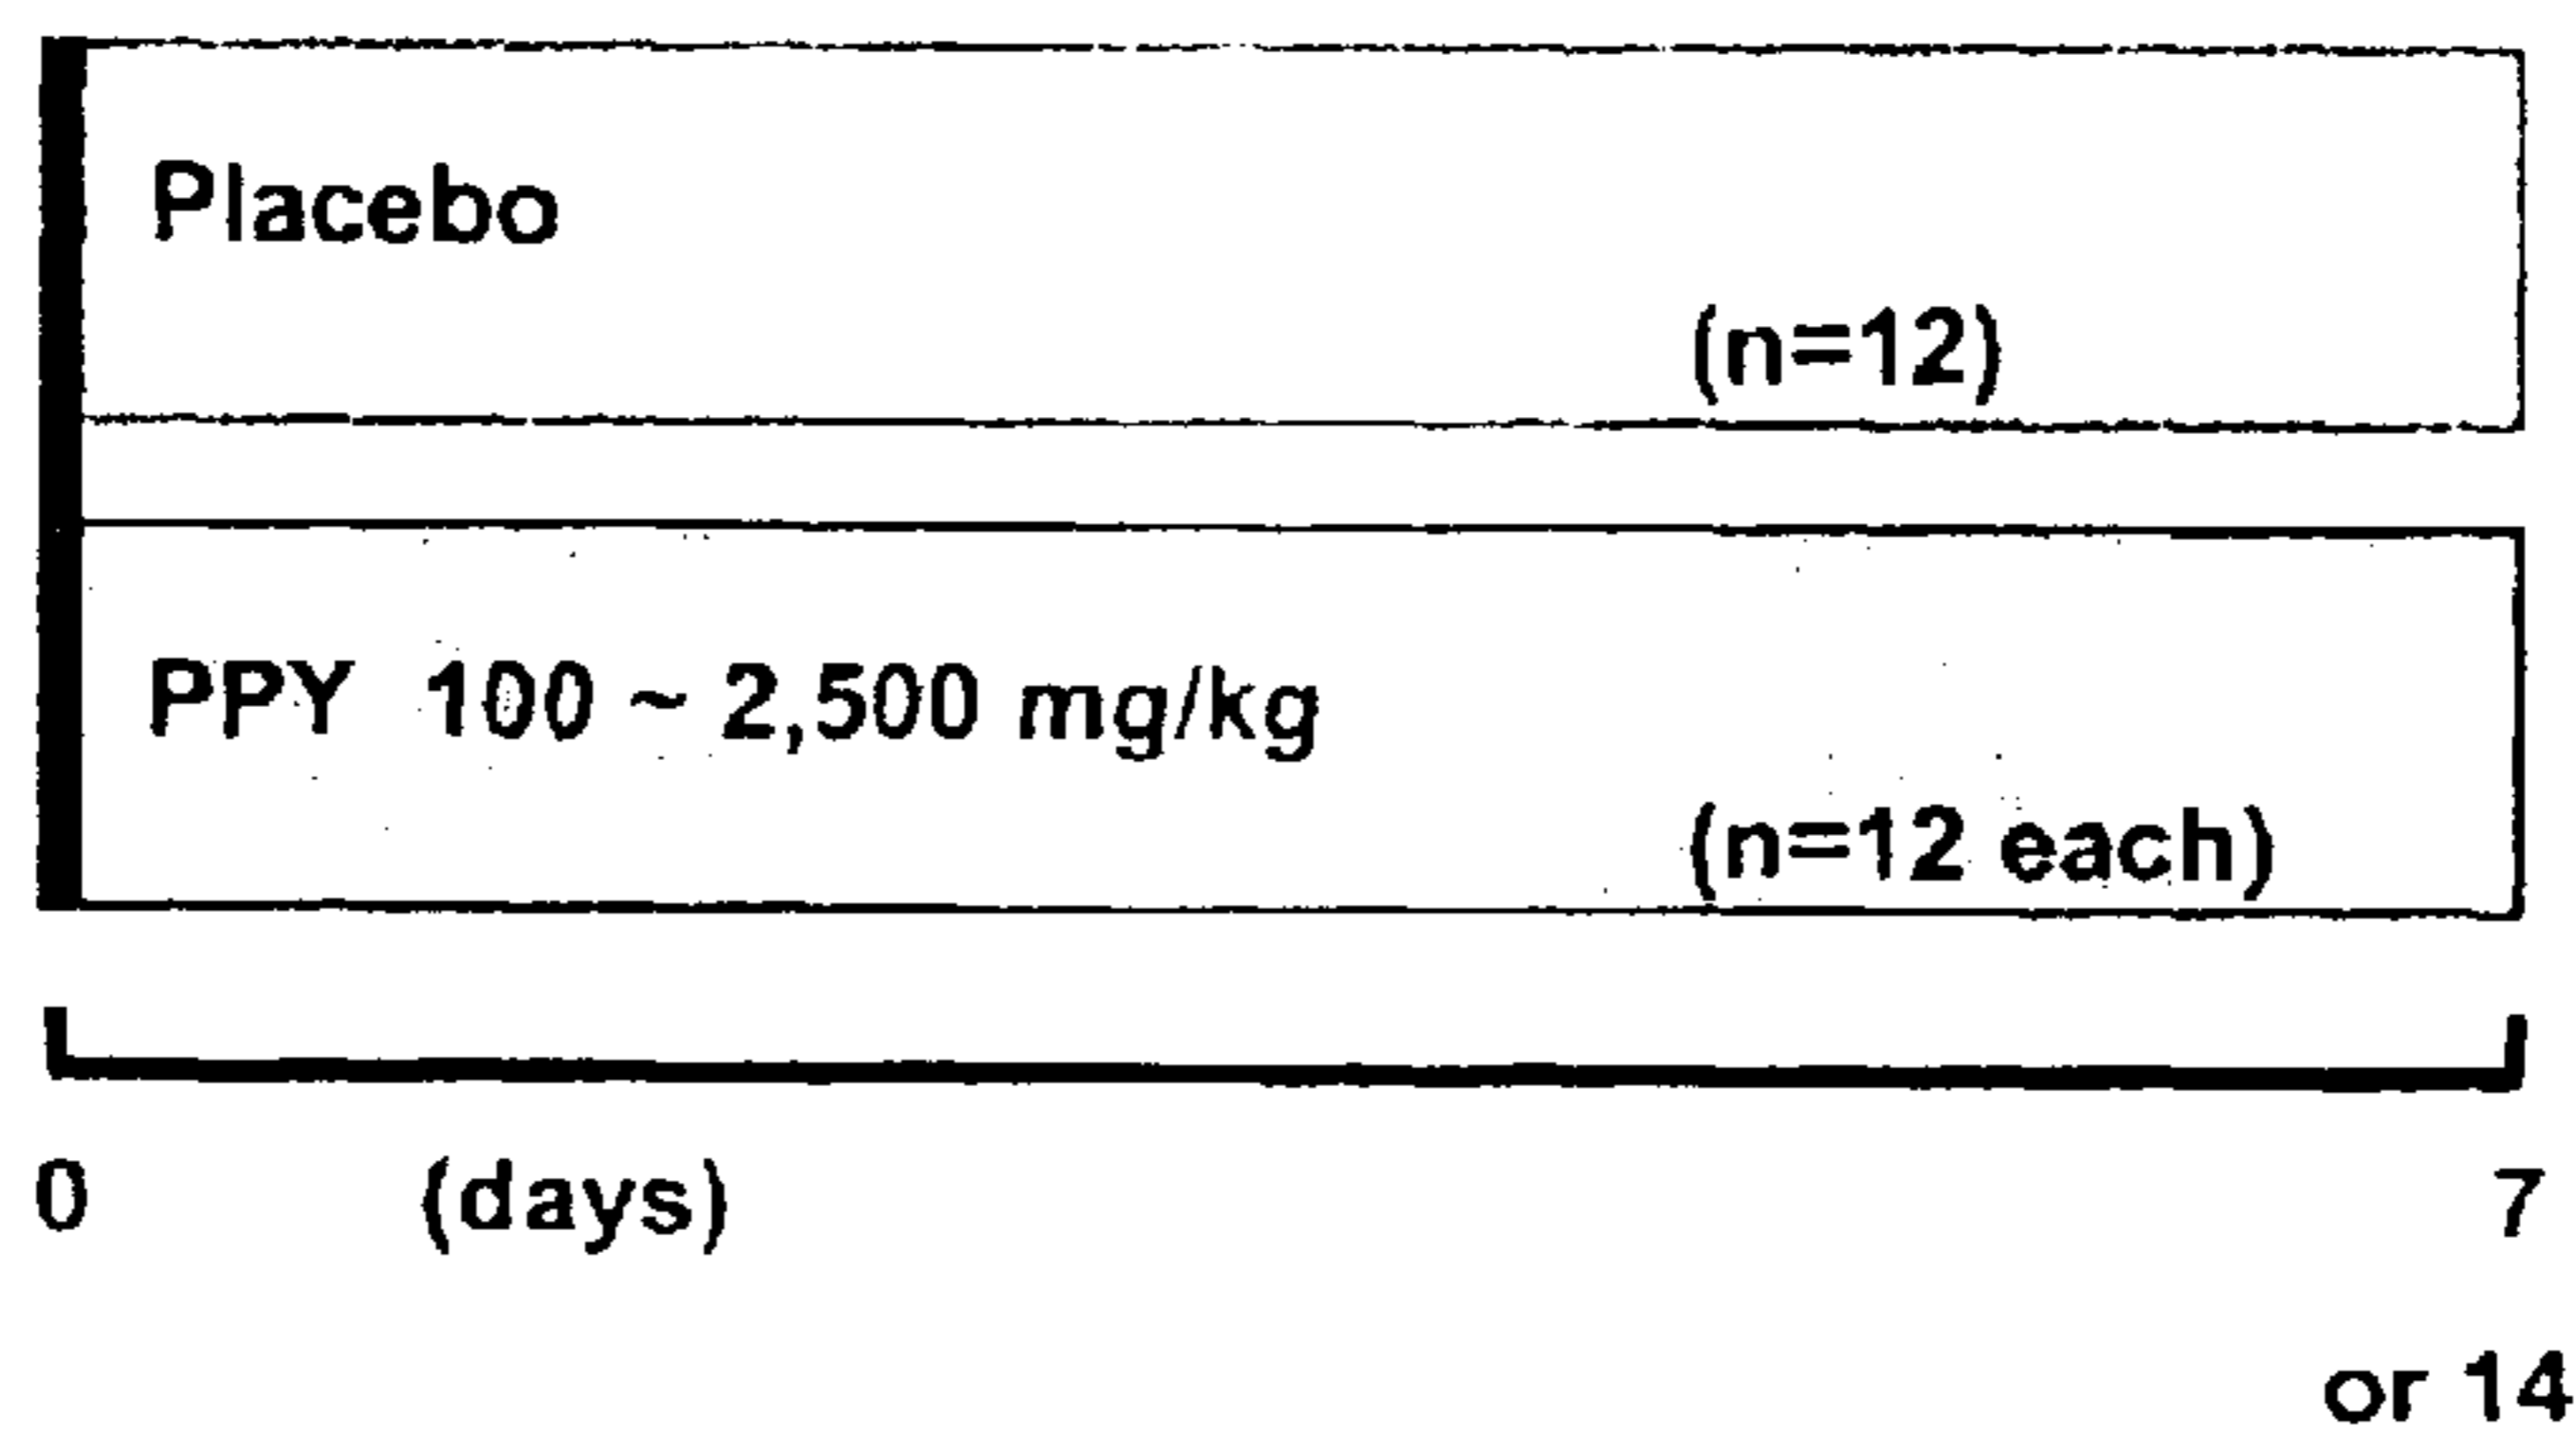 Placebo
(n=12)
PPY 100 ~ 2,500 mg/kg
(n=12 each)
0 (days) 7
or 14